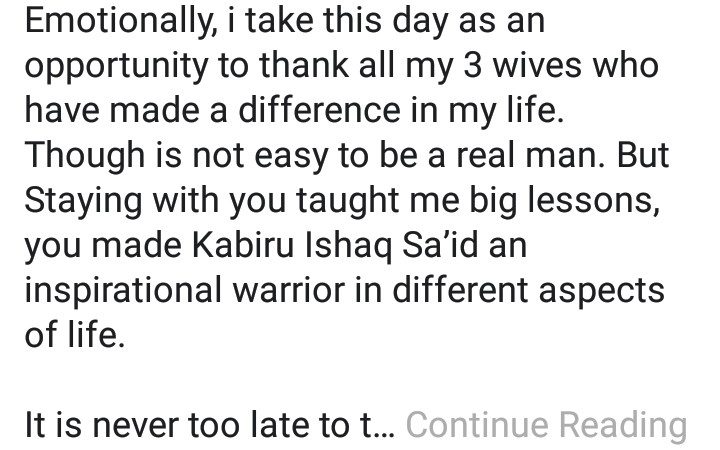 Emotionally, i take this day as an
opportunity to thank all my 3 wives who
have made a difference in my life.
Though is not easy to be a real man. But
Staying with you taught me big lessons,
you made Kabiru Ishaq Sa’id an
inspirational warrior in different aspects
of life.
It is never too late to t... Continue Reading